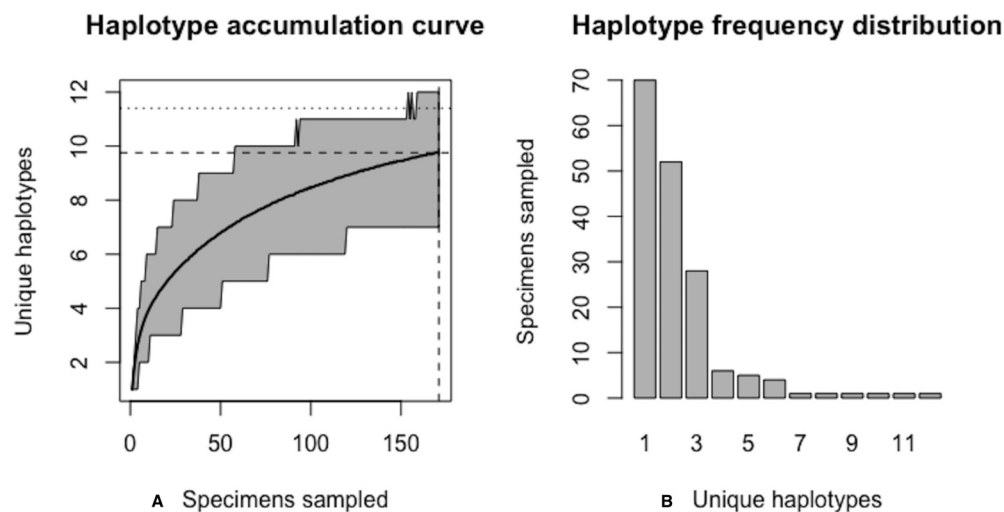 Haplotype accumulation curve
Unique haplotypes
12
10
8
6
4
2
0 50 100 150
A Specimens sampled
Haplotype frequency distribution
Specimens sampled
70
60
50
40
30
20
10
0
1 3 5 7 9 11
B Unique haplotypes